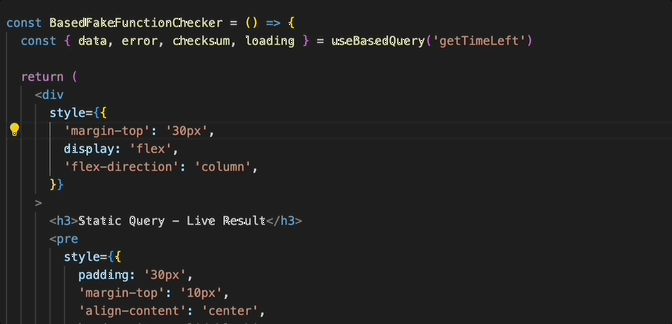 const BasedFakeFunctionChecker = () => {
const { data, error, checksum, loading } = useBasedQuery('getTimeLeft')
return (
<div
style={{
'margin-top': '30px',
display: 'flex',
'flex-direction': 'column',
}}
>
<h3>Static Query - Live Result</h3>
<pre
style={{
padding: '30px',
'margin-top': '10px',
'align-content': 'center',